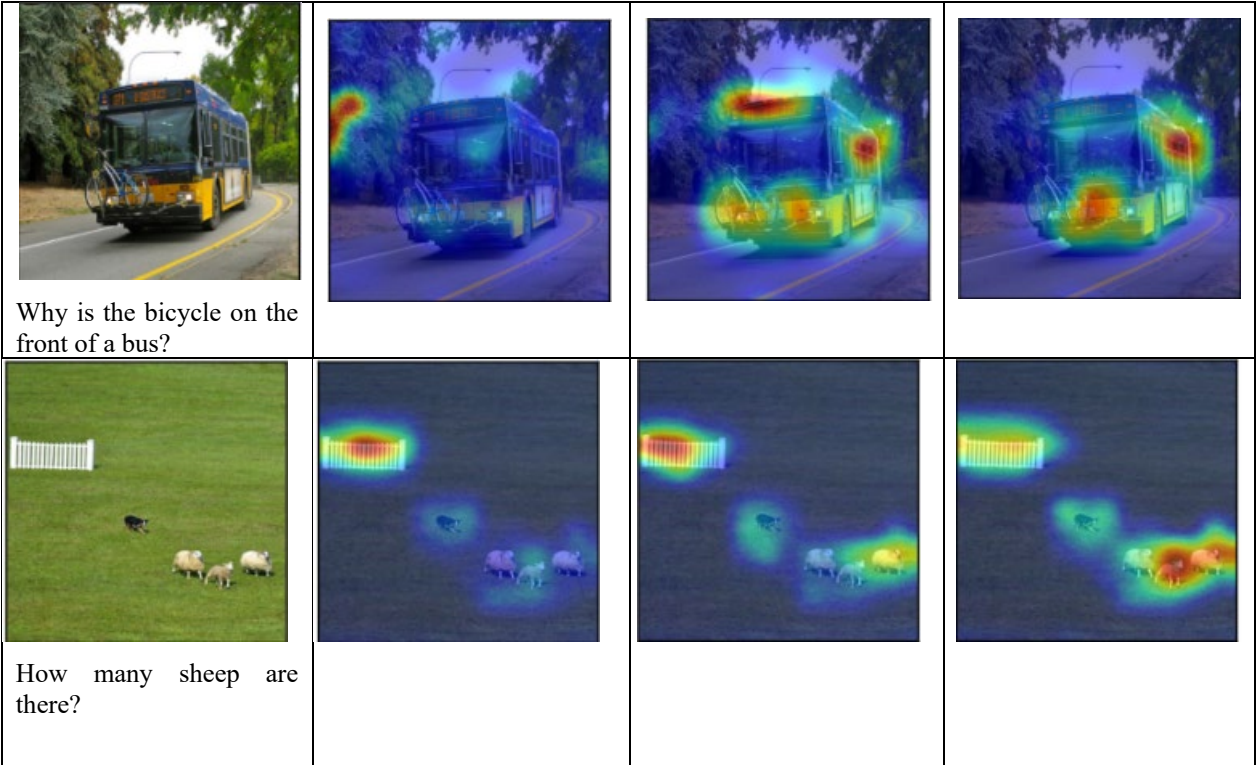 Why is the bicycle on the
front of a bus?
How many sheep are
there?